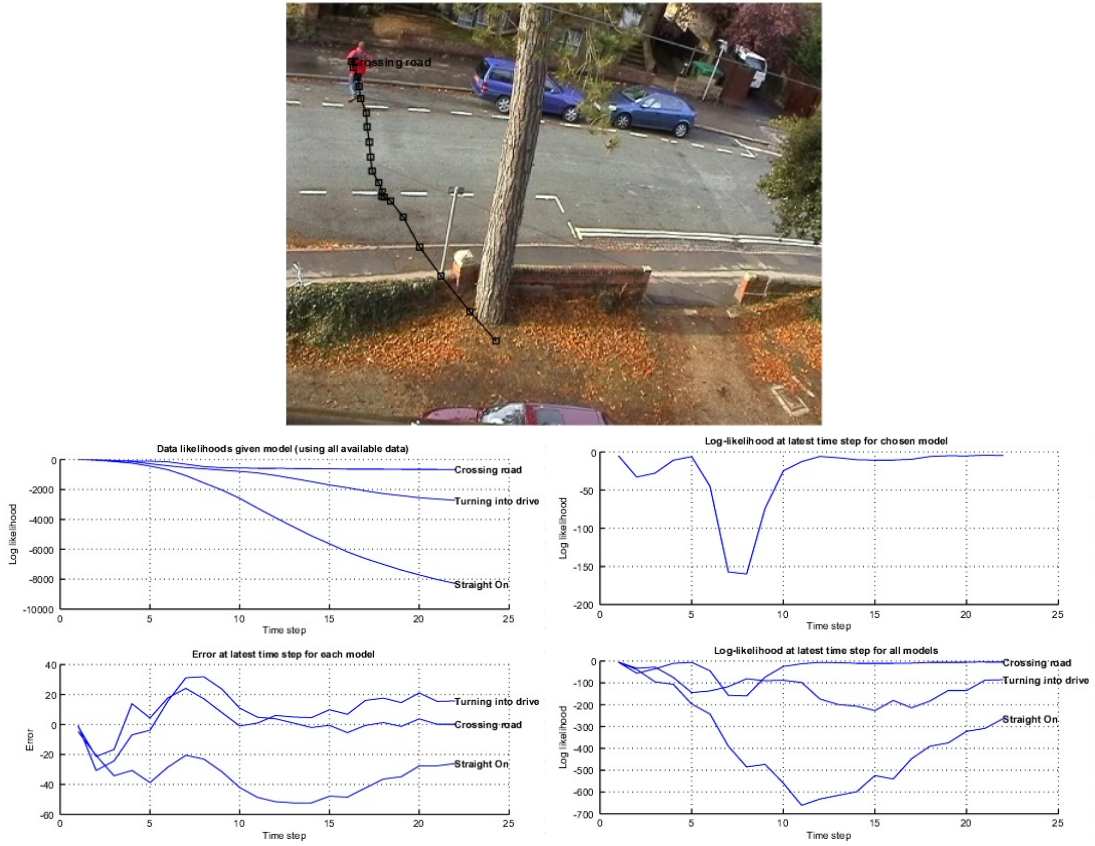 Crossing road
Data likelihoods given model (using all available data)
0
-2000
-4000
-6000
-8000
-10000
Log likelihood
Crossing road
Turning into drive
Straight On
0 5 10 15 20 25
Time step
Log-likelihood at latest time step for chosen model
0
-50
-100
-150
-200
Log likelihood
0 5 10 15 20 25
Time step
Error at latest time step for each model
40
20
0
-20
-40
-60
Error
Turning into drive
Crossing road
Straight On
0 5 10 15 20 25
Time step
Log-likelihood at latest time step for all models
0
-100
-200
-300
-400
-500
-600
-700
Log likelihood
Crossing road
Turning into drive
Straight On
0 5 10 15 20 25
Time step